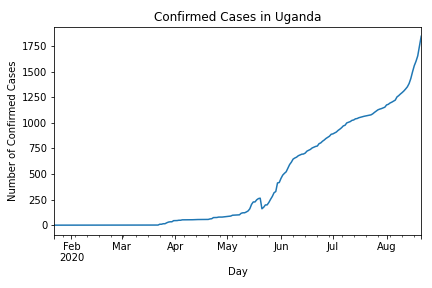 Confirmed Cases in Uganda
Number of Confirmed Cases
1750
1500
1250
1000
750
500
250
0
Feb Mar Apr May Jun Jul Aug
2020
Day